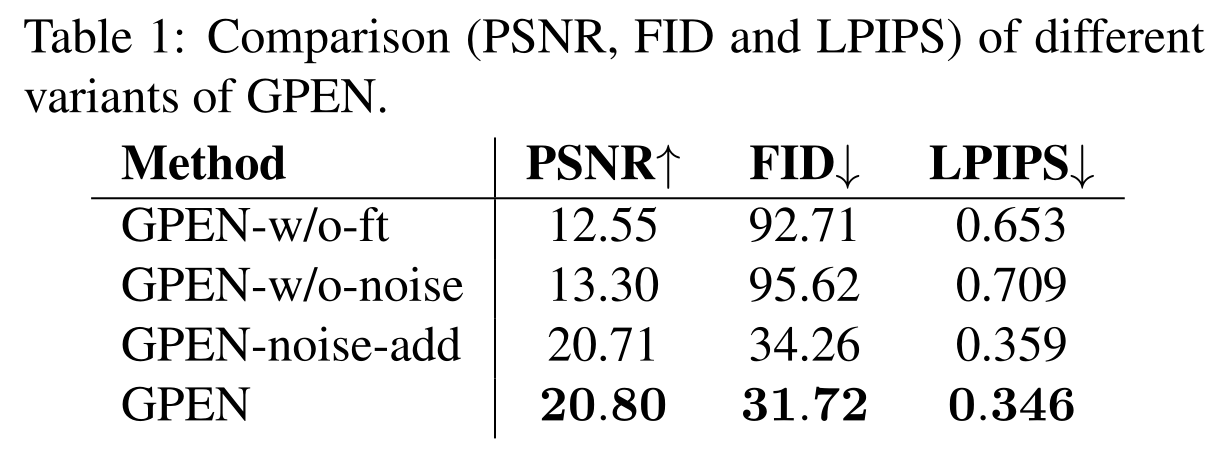 Table 1: Comparison (PSNR, FID and LPIPS) of different
variants of GPEN.
Method PSNR↑ FID↓ LPIPS↓
GPEN-w/o-ft 12.55 92.71 0.653
GPEN-w/o-noise 13.30 95.62 0.709
GPEN-noise-add 20.71 34.26 0.359
GPEN 20.80 31.72 0.346